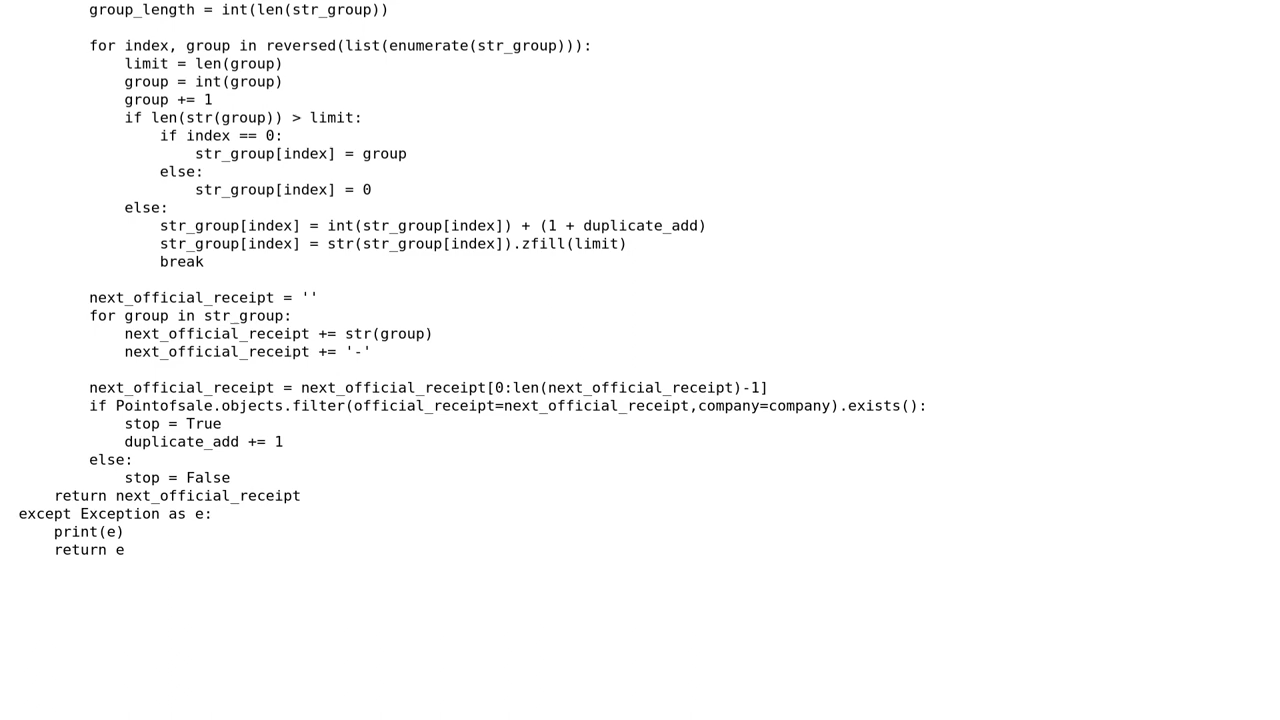 group_length = int(len(str_group))

        for index, group in reversed(list(enumerate(str_group))):
            limit = len(group)
            group = int(group)
            group += 1
            if len(str(group)) > limit:
                if index == 0:
                    str_group[index] = group
                else:
                    str_group[index] = 0
            else:
                str_group[index] = int(str_group[index]) + (1 + duplicate_add)
                str_group[index] = str(str_group[index]).zfill(limit)
                break

        next_official_receipt = ''
        for group in str_group:
            next_official_receipt += str(group)
            next_official_receipt += '-'

        next_official_receipt = next_official_receipt[0:len(next_official_receipt)-1]
        if Pointofsale.objects.filter(official_receipt=next_official_receipt,company=company).exists():
            stop = True
            duplicate_add += 1
        else:
            stop = False
    return next_official_receipt
except Exception as e:
    print(e)
    return e